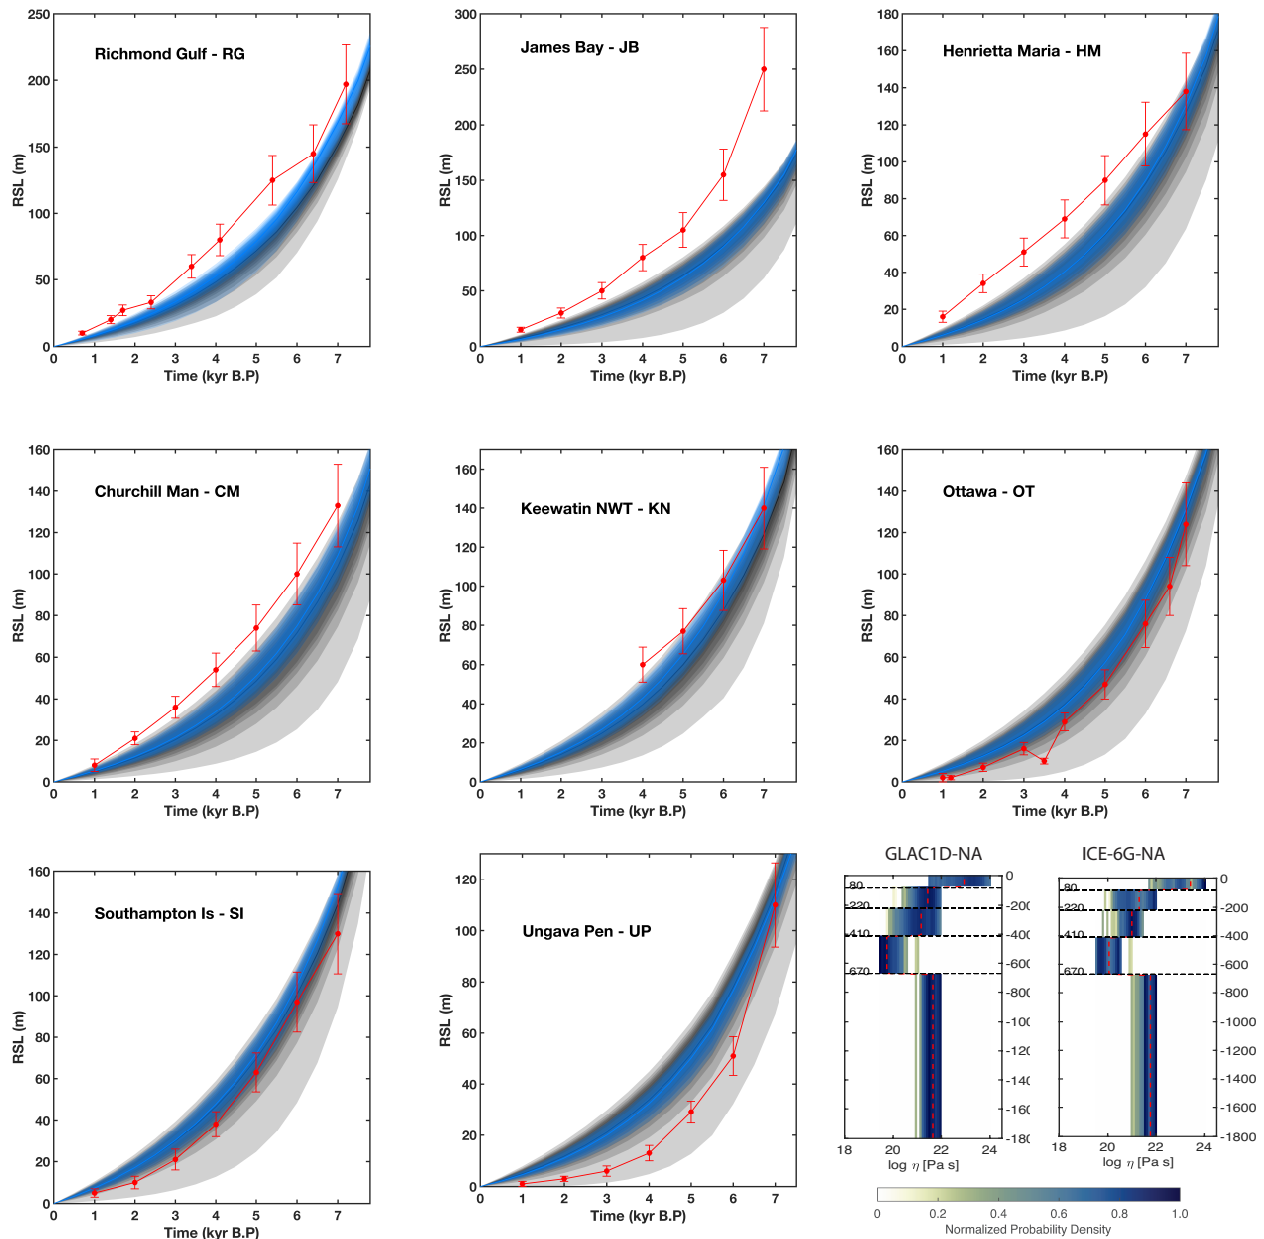 250
200
150
100
50
0
RSL (m)
Richmond Gulf - RG
0 1 2 3 4 5 6 7
Time (kyr B.P)
300
250
200
150
100
50
0
RSL (m)
James Bay - JB
0 1 2 3 4 5 6 7
Time (kyr B.P)
180
160
140
120
100
80
60
40
20
0
RSL (m)
Henrietta Maria - HM
0 1 2 3 4 5 6 7
Time (kyr B.P)
160
140
120
100
80
60
40
20
0
RSL (m)
Churchill Man - CM
0 1 2 3 4 5 6 7
Time (kyr B.P)
160
140
120
100
80
60
40
20
0
RSL (m)
Keewatin NWT - KN
0 1 2 3 4 5 6 7
Time (kyr B.P)
160
140
120
100
80
60
40
20
0
RSL (m)
Ottawa - OT
0 1 2 3 4 5 6 7
Time (kyr B.P)
160
140
120
100
80
60
40
20
0
RSL (m)
Southampton Is - SI
0 1 2 3 4 5 6 7
Time (kyr B.P)
120
100
80
60
40
20
0
RSL (m)
Ungava Pen - UP
0 1 2 3 4 5 6 7
Time (kyr B.P)
GLAC1D-NA
80
220
410
670
0
-200
-400
-600
-800
-100
-120
-140
-160
-180
18 20 22 24
log η [Pa s]
ICE-6G-NA
80
220
410
670
0
-200
-400
-600
-800
-1000
-1200
-1400
-1600
-1800
18 20 22 24
log η [Pa s]
0 0.2 0.4 0.6 0.8 1.0
Normalized Probability Density